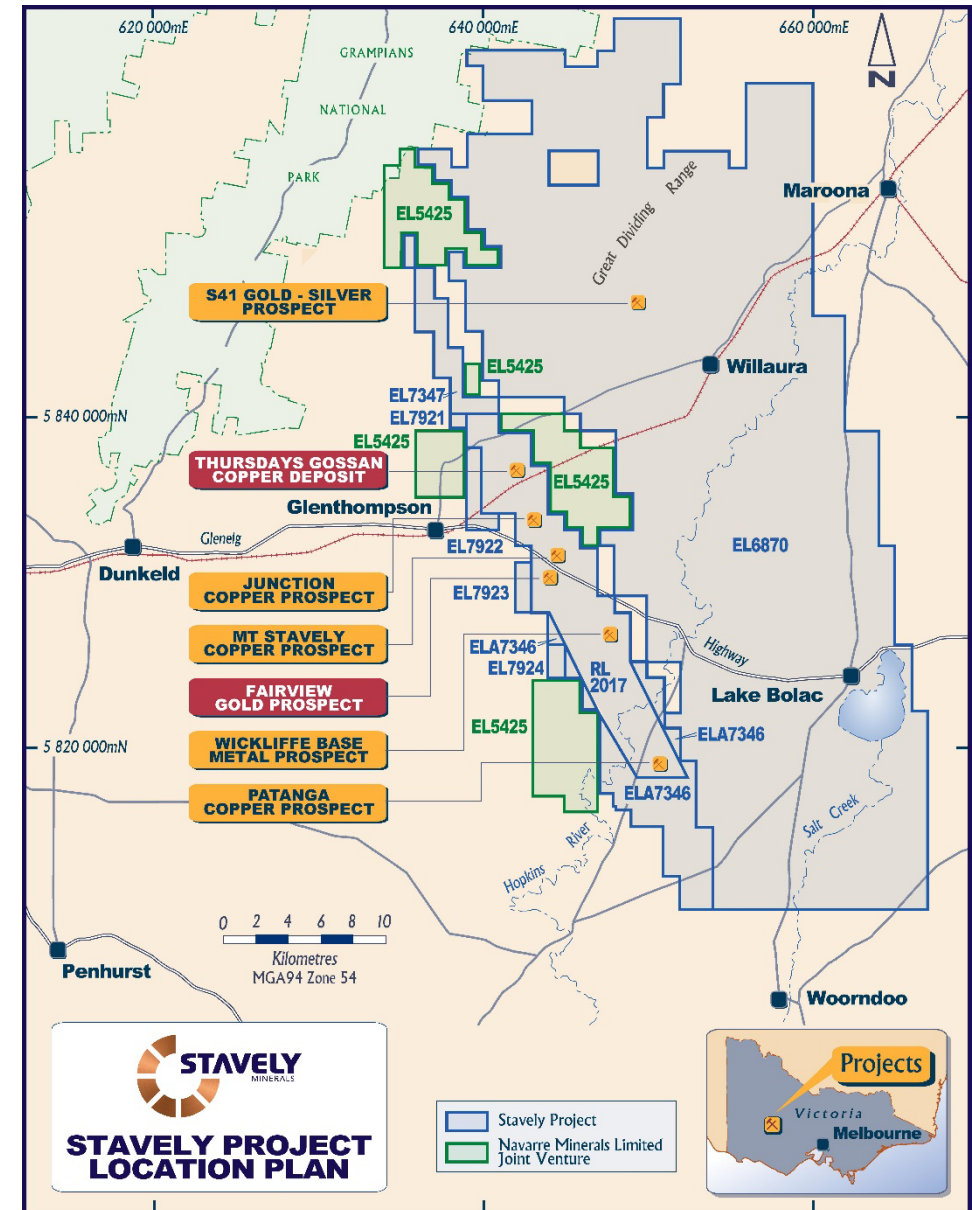 620 000mE
640 000mE
660 000mE
GRAMPIANS
NATIONAL
PARK
N
Great Dividing Range
Maroona
EL5425
S41 GOLD - SILVER
PROSPECT
Willaura
EL5425
EL7347
EL7921
5 840 000mN
EL5425
THURSDAYS GOSSAN
COPPER DEPOSIT
EL5425
Glenthompson
Glenelg
EL7922
EL6870
Dunkeld
JUNCTION
COPPER PROSPECT
EL7923
MT STAVELY
COPPER PROSPECT
ELA7346
Highway
EL7924
RL
2017
FAIRVIEW
GOLD PROSPECT
Lake Bolac
EL5425
ELA7346
WICKLIFFE BASE
METAL PROSPECT
5 820 000mN
PATANGA
COPPER PROSPECT
ELA7346
Salt Creek
Hopkins River
0 2 4 6 8 10
Kilometres
MGA94 Zone 54
Penhurst
Woorndoo
STAVELY
MINERALS
STAVELY PROJECT
LOCATION PLAN
Stavely Project
Navarre Minerals Limited
Joint Venture
Projects
Victoria
Melbourne